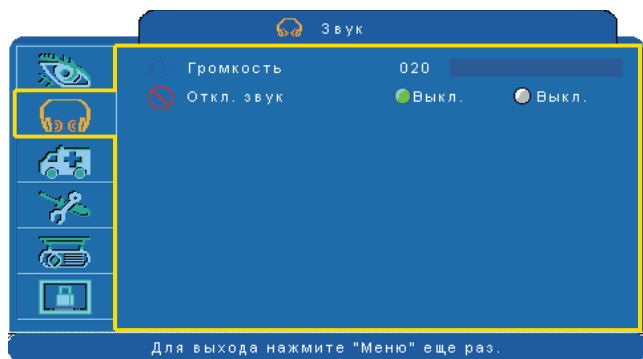 Звук
Громкость 020
Откл. звук Выкл. Выкл.
Для выхода нажмите "Меню" еще раз.